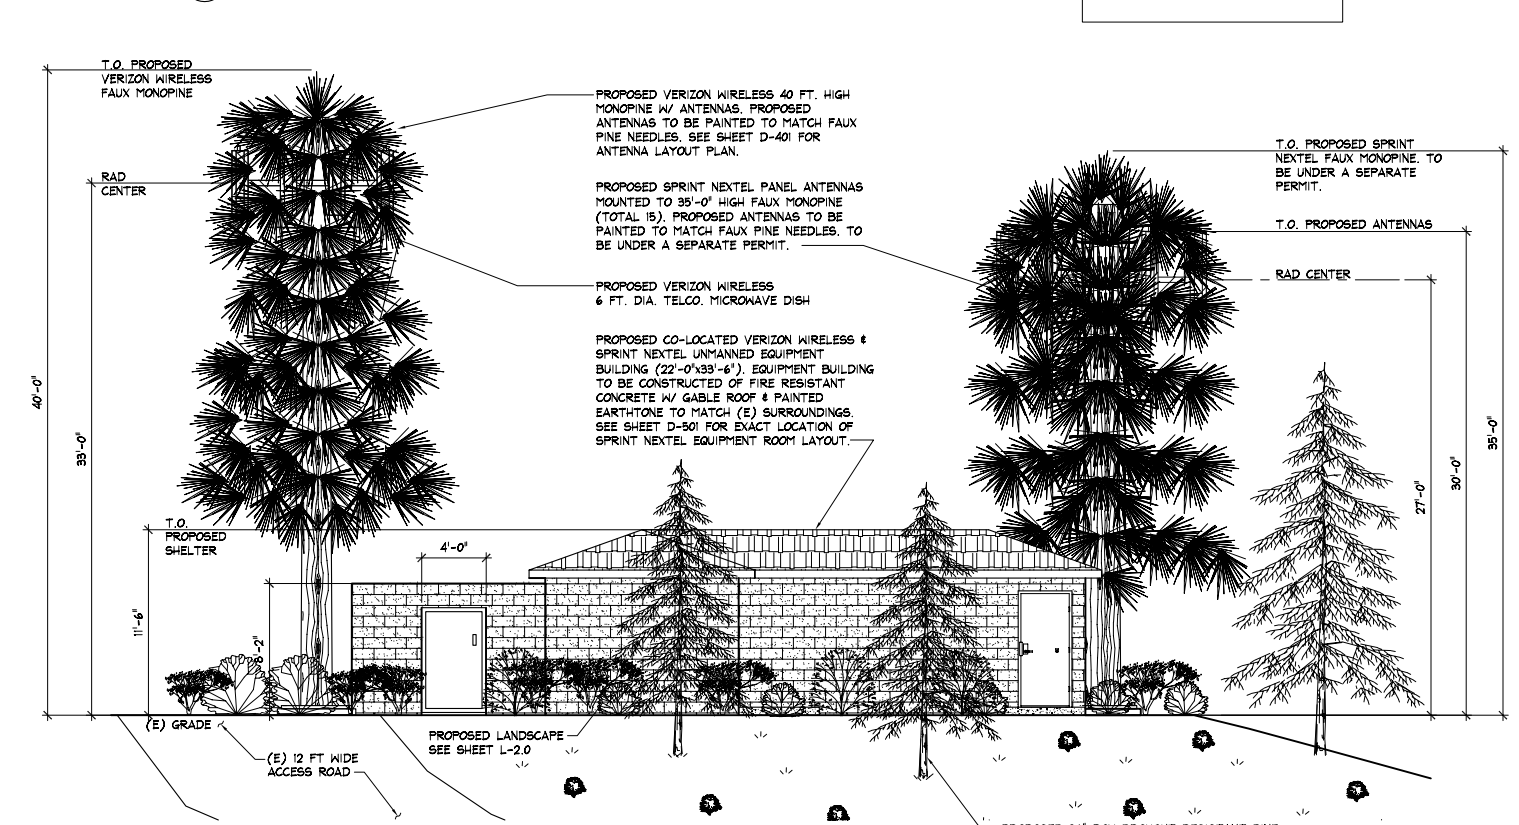 T.O. PROPOSED
VERIZON WIRELESS
FAUX MONOPINE
RAD
CENTER
40'-0"
33'-0"
T.O.
PROPOSED
SHELTER
11'-6"
8'-2"
4'-0"
PROPOSED VERIZON WIRELESS 40 FT. HIGH
MONOPINE W/ ANTENNAS. PROPOSED
ANTENNAS TO BE PAINTED TO MATCH FAUX
PINE NEEDLES. SEE SHEET D-401 FOR
ANTENNA LAYOUT PLAN.
PROPOSED SPRINT NEXTEL PANEL ANTENNAS
MOUNTED TO 35'-0" HIGH FAUX MONOPINE
(TOTAL 15). PROPOSED ANTENNAS TO BE
PAINTED TO MATCH FAUX PINE NEEDLES. TO
BE UNDER A SEPARATE PERMIT.
PROPOSED VERIZON WIRELESS
6 FT. DIA. TELCO. MICROWAVE DISH
PROPOSED CO-LOCATED VERIZON WIRELESS &
SPRINT NEXTEL UNMANNED EQUIPMENT
BUILDING (22'-0"x33'-6"). EQUIPMENT BUILDING
TO BE CONSTRUCTED OF FIRE RESISTANT
CONCRETE W/ GABLE ROOF & PAINTED
EARTHTONE TO MATCH (E) SURROUNDINGS.
SEE SHEET D-501 FOR EXACT LOCATION OF
SPRINT NEXTEL EQUIPMENT ROOM LAYOUT.
T.O. PROPOSED SPRINT
NEXTEL FAUX MONOPINE. TO
BE UNDER A SEPARATE
PERMIT.
T.O. PROPOSED ANTENNAS
RAD CENTER
27'-0"
30'-0"
35'-0"
(E) GRADE
(E) 12 FT WIDE
ACCESS ROAD
PROPOSED LANDSCAPE
SEE SHEET L-2.0